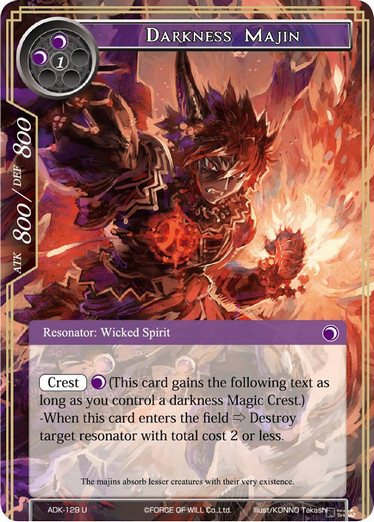 Darkness Majin
1
ATK 800 / DEF 800
Resonator: Wicked Spirit
Crest (This card gains the following text as
long as you control a darkness Magic Crest.)
-When this card enters the field ⇨ Destroy
target resonator with total cost 2 or less.
The majins absorb lesser creatures with their very existence.
ADK-129 U ©FORCE OF WILL Co.,Ltd. Illust/KONNO Takashi